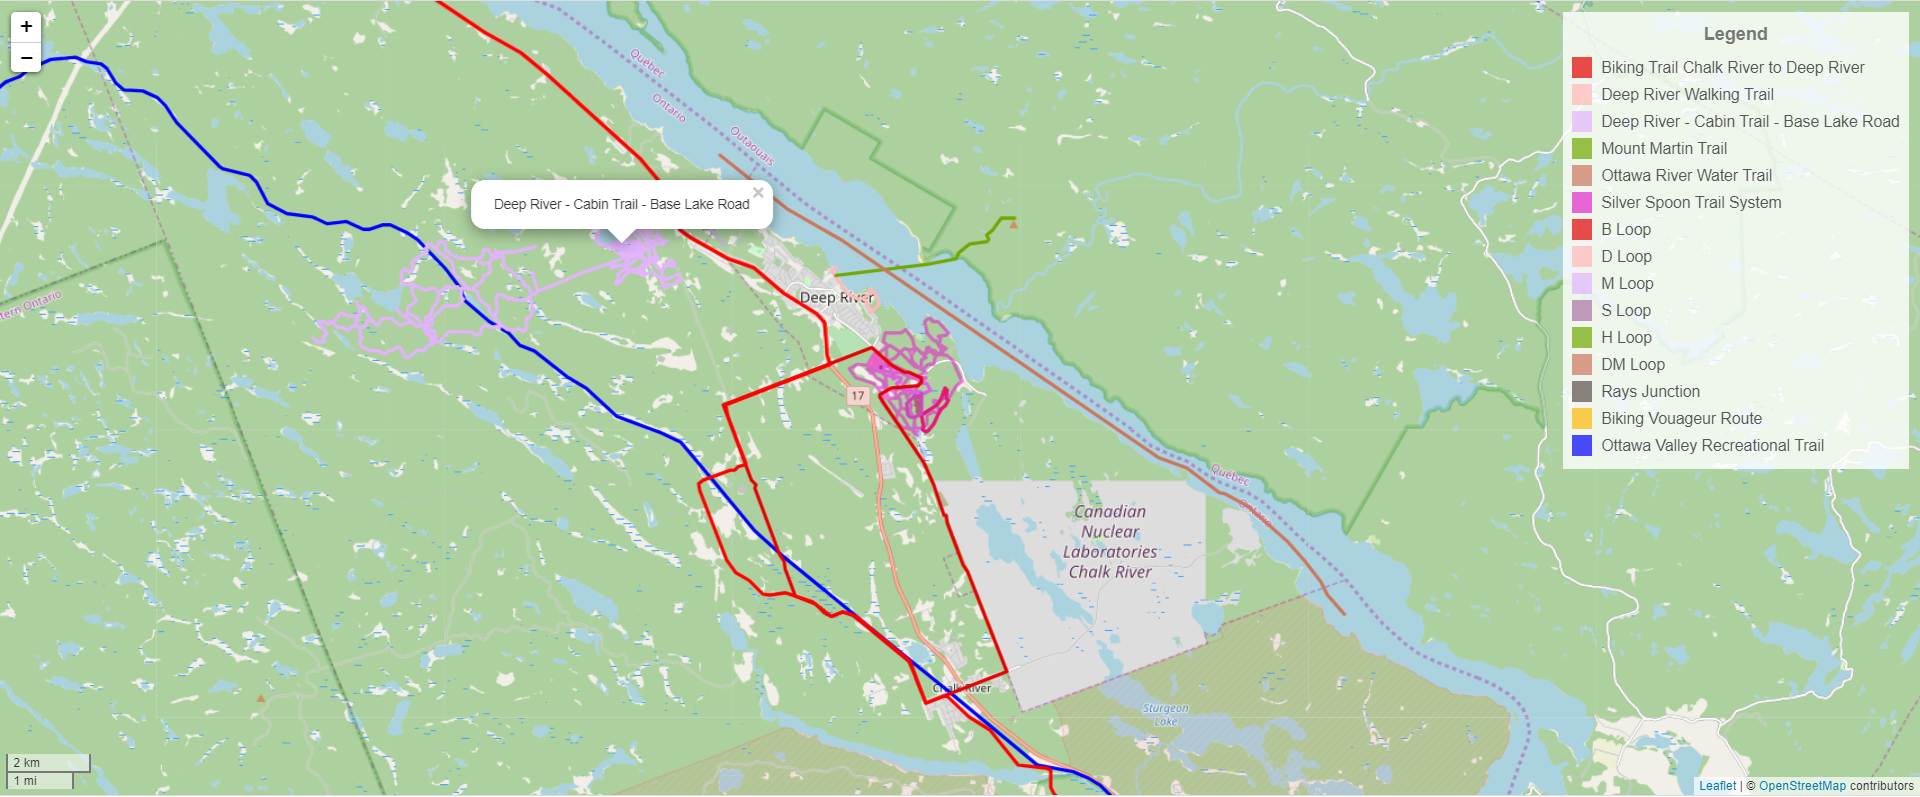 +
−
Québec
Ontario
Outaouais
Deep River - Cabin Trail - Base Lake Road
×
Deep River
tern Ontario
17
Québec
Ontario
Canadian
Nuclear
Laboratories
Chalk River
Chalk River
Sturgeon
Lake
2 km
1 mi
Legend
Biking Trail Chalk River to Deep River
Deep River Walking Trail
Deep River - Cabin Trail - Base Lake Road
Mount Martin Trail
Ottawa River Water Trail
Silver Spoon Trail System
B Loop
D Loop
M Loop
S Loop
H Loop
DM Loop
Rays Junction
Biking Vouageur Route
Ottawa Valley Recreational Trail
Leaflet | © OpenStreetMap contributors